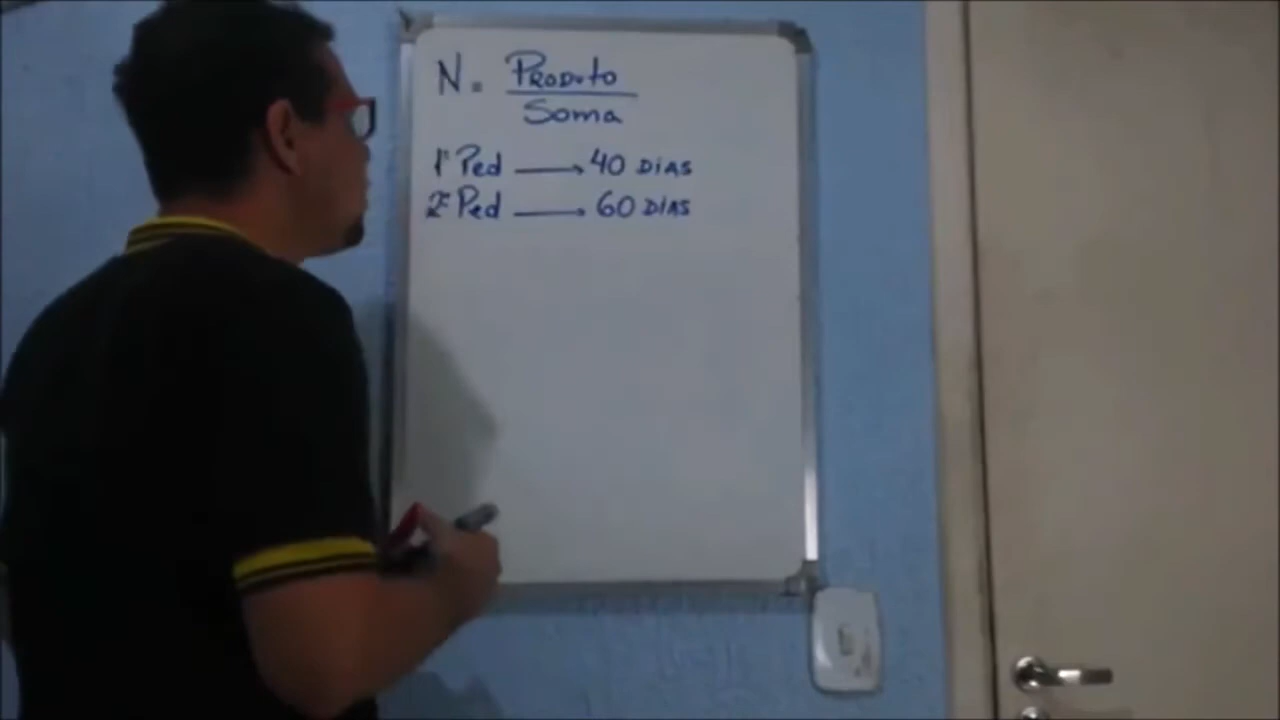 N = Produto
Soma
1º Ped → 40 DIAS
2º Ped → 60 DIAS